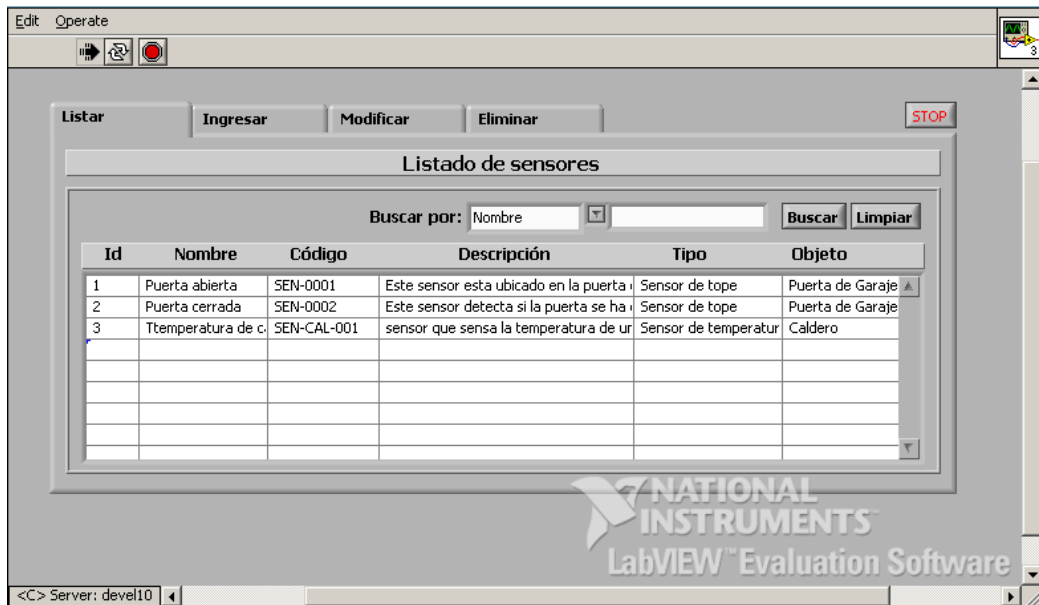 Edit Operate
3
Listar Ingresar Modificar Eliminar STOP
Listado de sensores
Buscar por: Nombre Buscar Limpiar
Id Nombre Código Descripción Tipo Objeto
1 Puerta abierta SEN-0001 Este sensor esta ubicado en la puerta Sensor de tope Puerta de Garaje
2 Puerta cerrada SEN-0002 Este sensor detecta si la puerta se ha Sensor de tope Puerta de Garaje
3 Ttemperatura de c SEN-CAL-001 sensor que sensa la temperatura de ur Sensor de temperatur Caldero
NATIONAL
INSTRUMENTS™
LabVIEW™ Evaluation Software
<C> Server: devel10